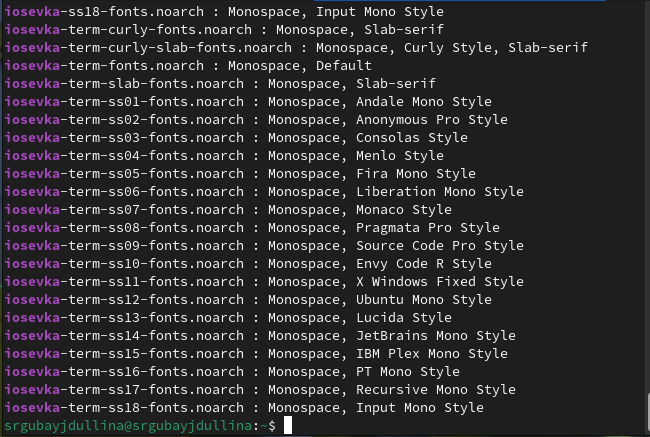 iosevka-ss18-fonts.noarch : Monospace, Input Mono Style
iosevka-term-curly-fonts.noarch : Monospace, Slab-serif
iosevka-term-curly-slab-fonts.noarch : Monospace, Curly Style, Slab-serif
iosevka-term-fonts.noarch : Monospace, Default
iosevka-term-slab-fonts.noarch : Monospace, Slab-serif
iosevka-term-ss01-fonts.noarch : Monospace, Andale Mono Style
iosevka-term-ss02-fonts.noarch : Monospace, Anonymous Pro Style
iosevka-term-ss03-fonts.noarch : Monospace, Consolas Style
iosevka-term-ss04-fonts.noarch : Monospace, Menlo Style
iosevka-term-ss05-fonts.noarch : Monospace, Fira Mono Style
iosevka-term-ss06-fonts.noarch : Monospace, Liberation Mono Style
iosevka-term-ss07-fonts.noarch : Monospace, Monaco Style
iosevka-term-ss08-fonts.noarch : Monospace, Pragmata Pro Style
iosevka-term-ss09-fonts.noarch : Monospace, Source Code Pro Style
iosevka-term-ss10-fonts.noarch : Monospace, Envy Code R Style
iosevka-term-ss11-fonts.noarch : Monospace, X Windows Fixed Style
iosevka-term-ss12-fonts.noarch : Monospace, Ubuntu Mono Style
iosevka-term-ss13-fonts.noarch : Monospace, Lucida Style
iosevka-term-ss14-fonts.noarch : Monospace, JetBrains Mono Style
iosevka-term-ss15-fonts.noarch : Monospace, IBM Plex Mono Style
iosevka-term-ss16-fonts.noarch : Monospace, PT Mono Style
iosevka-term-ss17-fonts.noarch : Monospace, Recursive Mono Style
iosevka-term-ss18-fonts.noarch : Monospace, Input Mono Style
srgubayjdullina@srgubayjdullina:~$